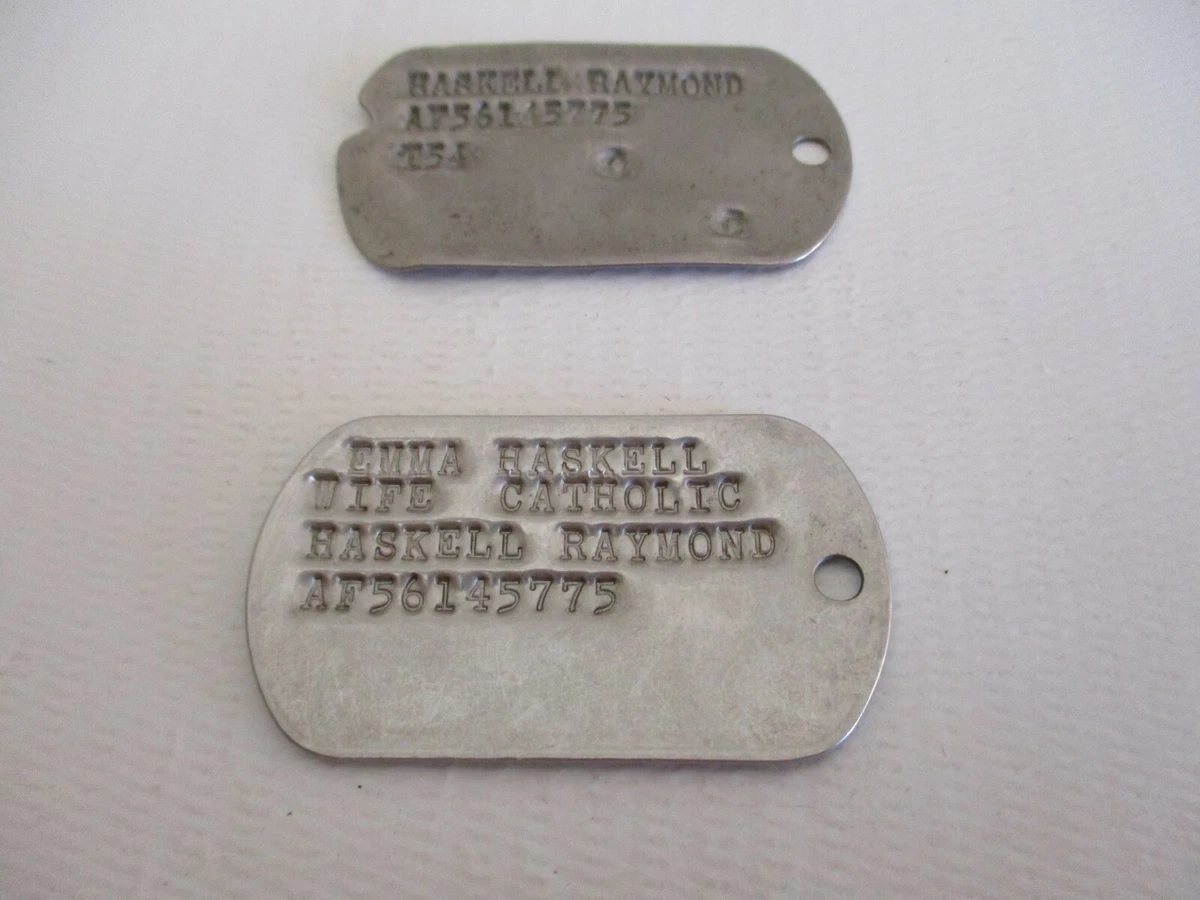 HASKELL RAYMOND
AF56145775
T54 O
O
EMMA HASKELL
WIFE CATHOLIC
HASKELL RAYMOND
AF56145775